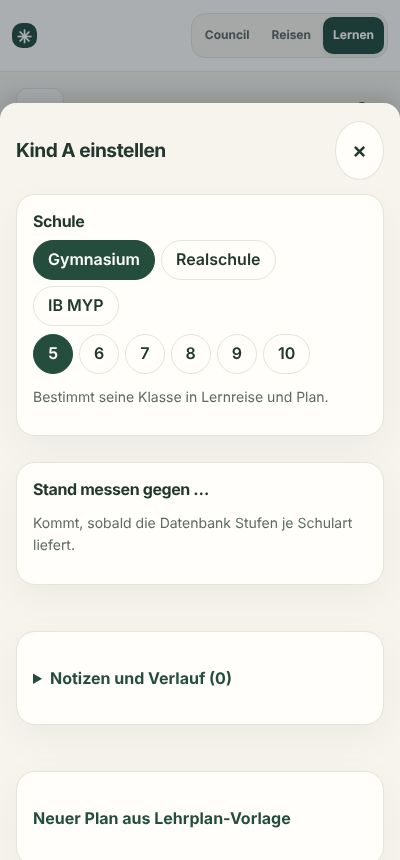 Council Reisen Lernen
Kind A einstellen
×
Schule
Gymnasium Realschule
IB MYP
5 6 7 8 9 10
Bestimmt seine Klasse in Lernreise und Plan.
Stand messen gegen …
Kommt, sobald die Datenbank Stufen je Schulart
liefert.
Notizen und Verlauf (0)
Neuer Plan aus Lehrplan-Vorlage